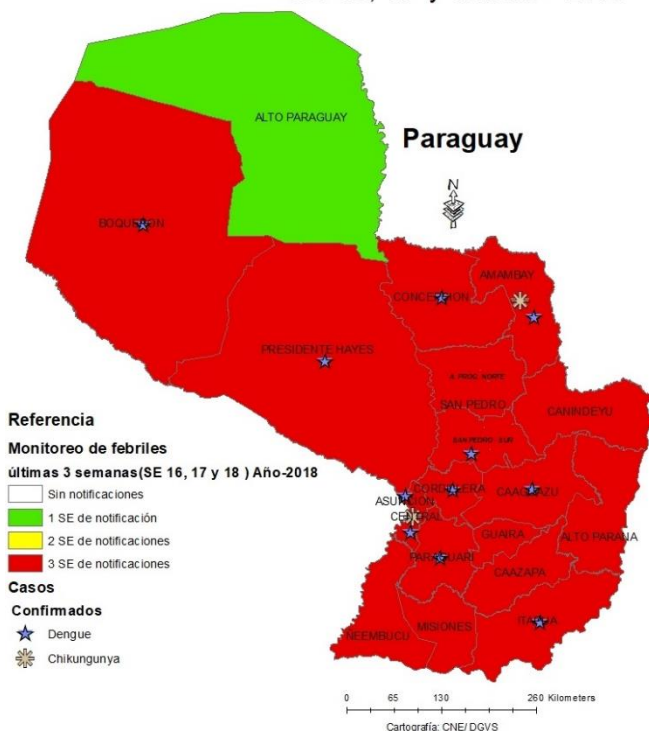 ALTO PARAGUAY
Paraguay
N
BOQUERON
AMAMBAY
CONCEPCION
PRESIDENTE HAYES
SAN PEDRO
CANINDEYU
SAN PEDRO SUR
CORDILLERA
CAAGUAZU
ASUNCION
CENTRAL
GUAIRA
ALTO PARANA
PARAGUARI
CAAZAPA
ITAPUA
MISIONES
ÑEEMBUCU
Referencia
Monitoreo de febriles
últimas 3 semanas(SE 16, 17 y 18 ) Año-2018
Sin notificaciones
1 SE de notificación
2 SE de notificaciones
3 SE de notificaciones
Casos
Confirmados
Dengue
Chikungunya
0 65 130 260 Kilometers
Cartografía: CNE/ DGVS